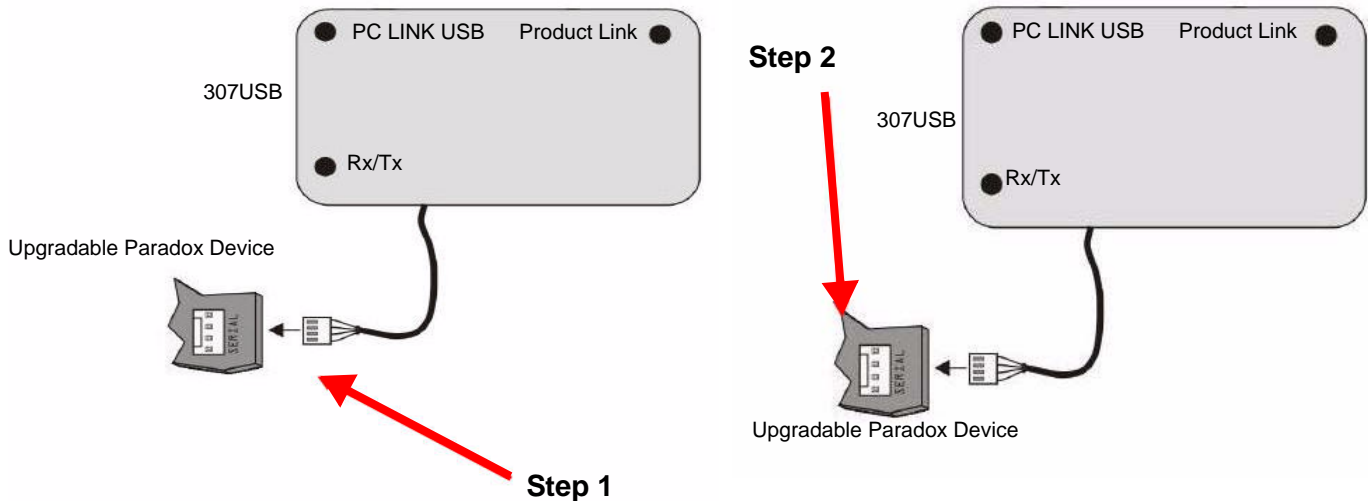 PC LINK USB Product Link
307USB
Rx/Tx
Upgradable Paradox Device
SERIAL
Step 1
Step 2
PC LINK USB Product Link
307USB
Rx/Tx
SERIAL
Upgradable Paradox Device